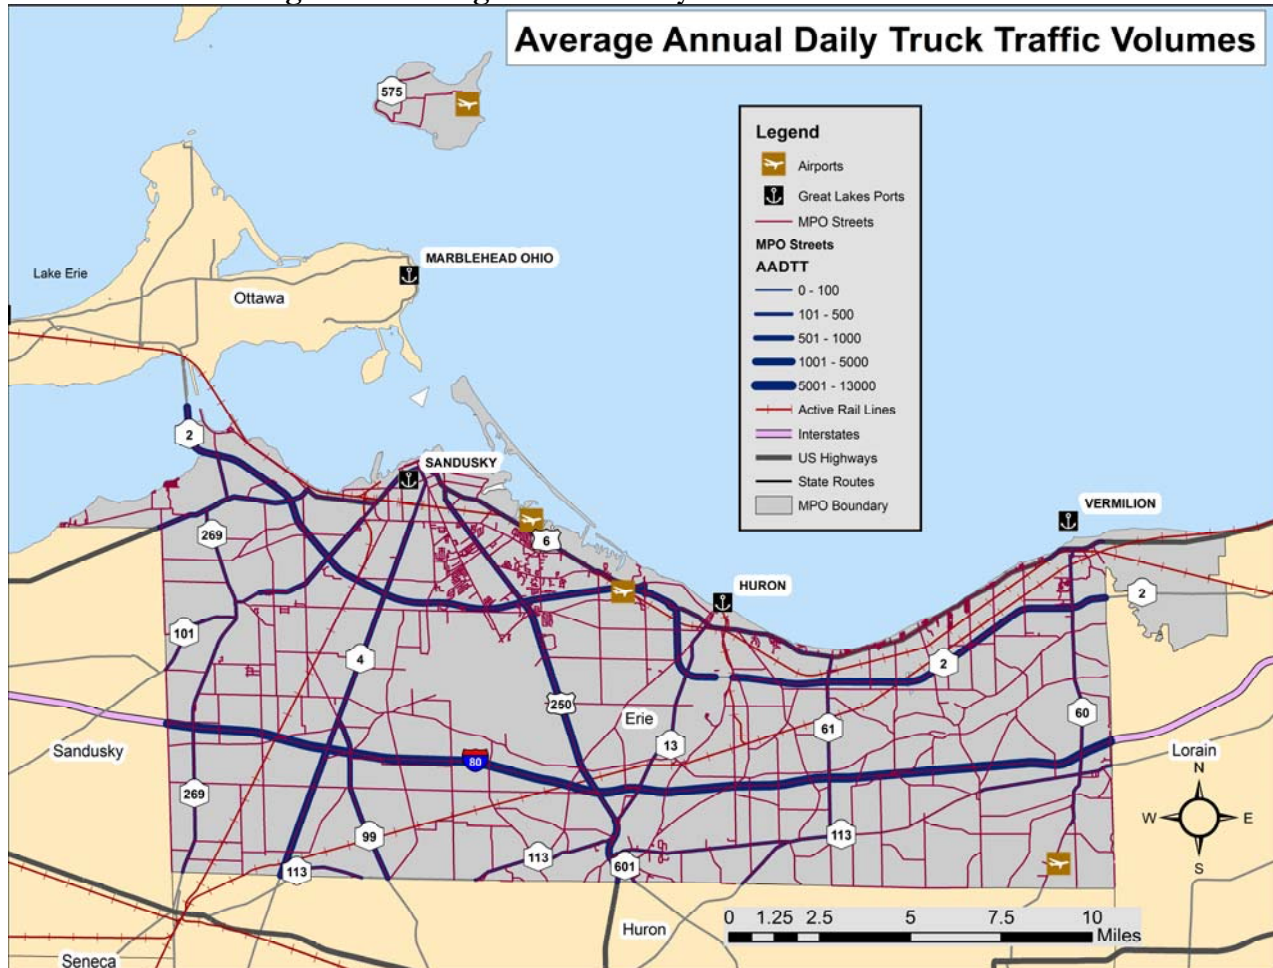 Average Annual Daily Truck Traffic Volumes
575
Legend
Airports
Great Lakes Ports
MPO Streets
MPO Streets
AADTT
0 - 100
101 - 500
501 - 1000
1001 - 5000
5001 - 13000
Active Rail Lines
Interstates
US Highways
State Routes
MPO Boundary
MARBLEHEAD OHIO
Lake Erie
Ottawa
2
SANDUSKY
VERMILION
269
6
HURON
2
101
4
2
250
Erie
60
13
61
Sandusky
80
Lorain
269
N
W
E
S
99
113
113
113
601
0 1.25 2.5 5 7.5 10
Miles
Huron
Seneca